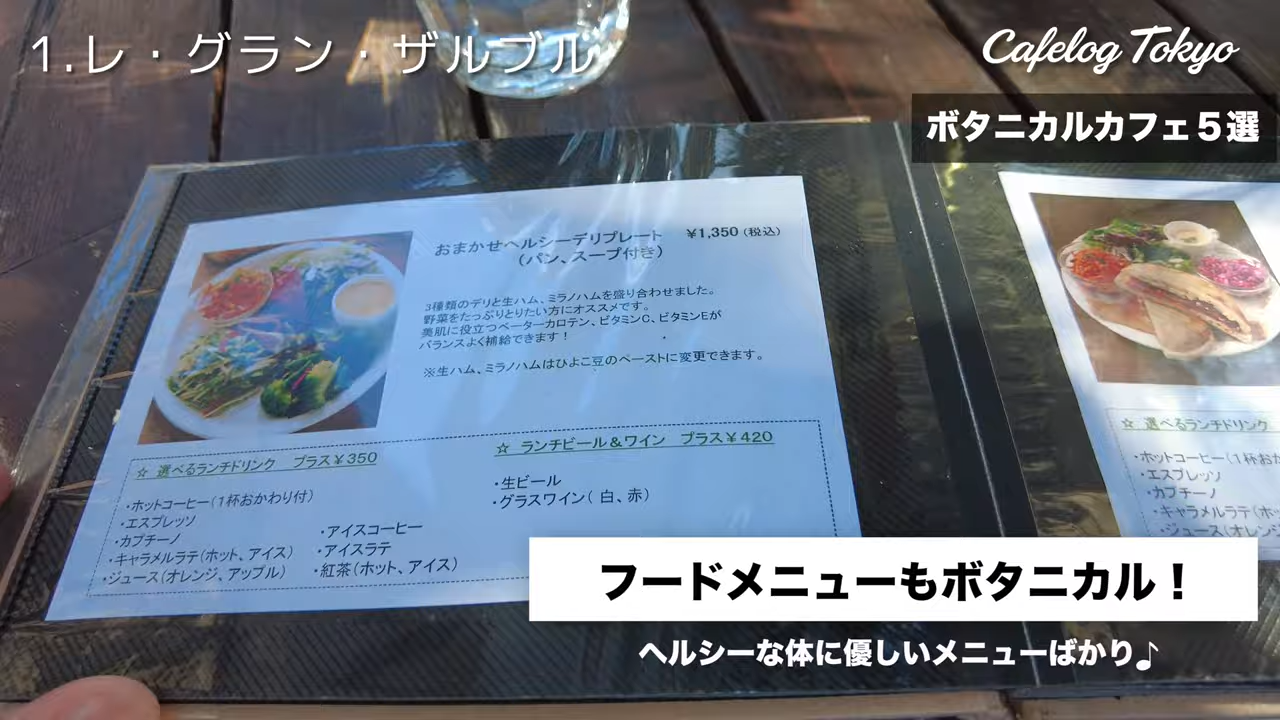 1.レ・グラン・ザルブル
Cafelog Tokyo
ボタニカルカフェ５選
おまかせヘルシーデリプレート ¥1,350(税込)
(パン、スープ付き)
3種類のデリと生ハム、ミラノハムを盛り合わせました。
野菜をたっぷりとりたい方にオススメです。
美肌に役立つベーターカロテン、ビタミンC、ビタミンEが
バランスよく補給できます！
※生ハム、ミラノハムはひよこ豆のペーストに変更できます。
☆ 選べるランチドリンク プラス￥350
・ホットコーヒー(1杯おかわり付)
・エスプレッソ
・カプチーノ
・キャラメルラテ(ホット、アイス)
・ジュース(オレンジ、アップル)
・アイスコーヒー
・アイスラテ
・紅茶(ホット、アイス)
☆ ランチビール＆ワイン プラス￥420
・生ビール
・グラスワイン( 白、赤)
☆ 選べるランチドリンク
・ホットコーヒー(1杯おか
・エスプレッソ
・カプチーノ
・キャラメルラテ(ホッ
・ジュース(オレン
フードメニューもボタニカル！
ヘルシーな体に優しいメニューばかり♪